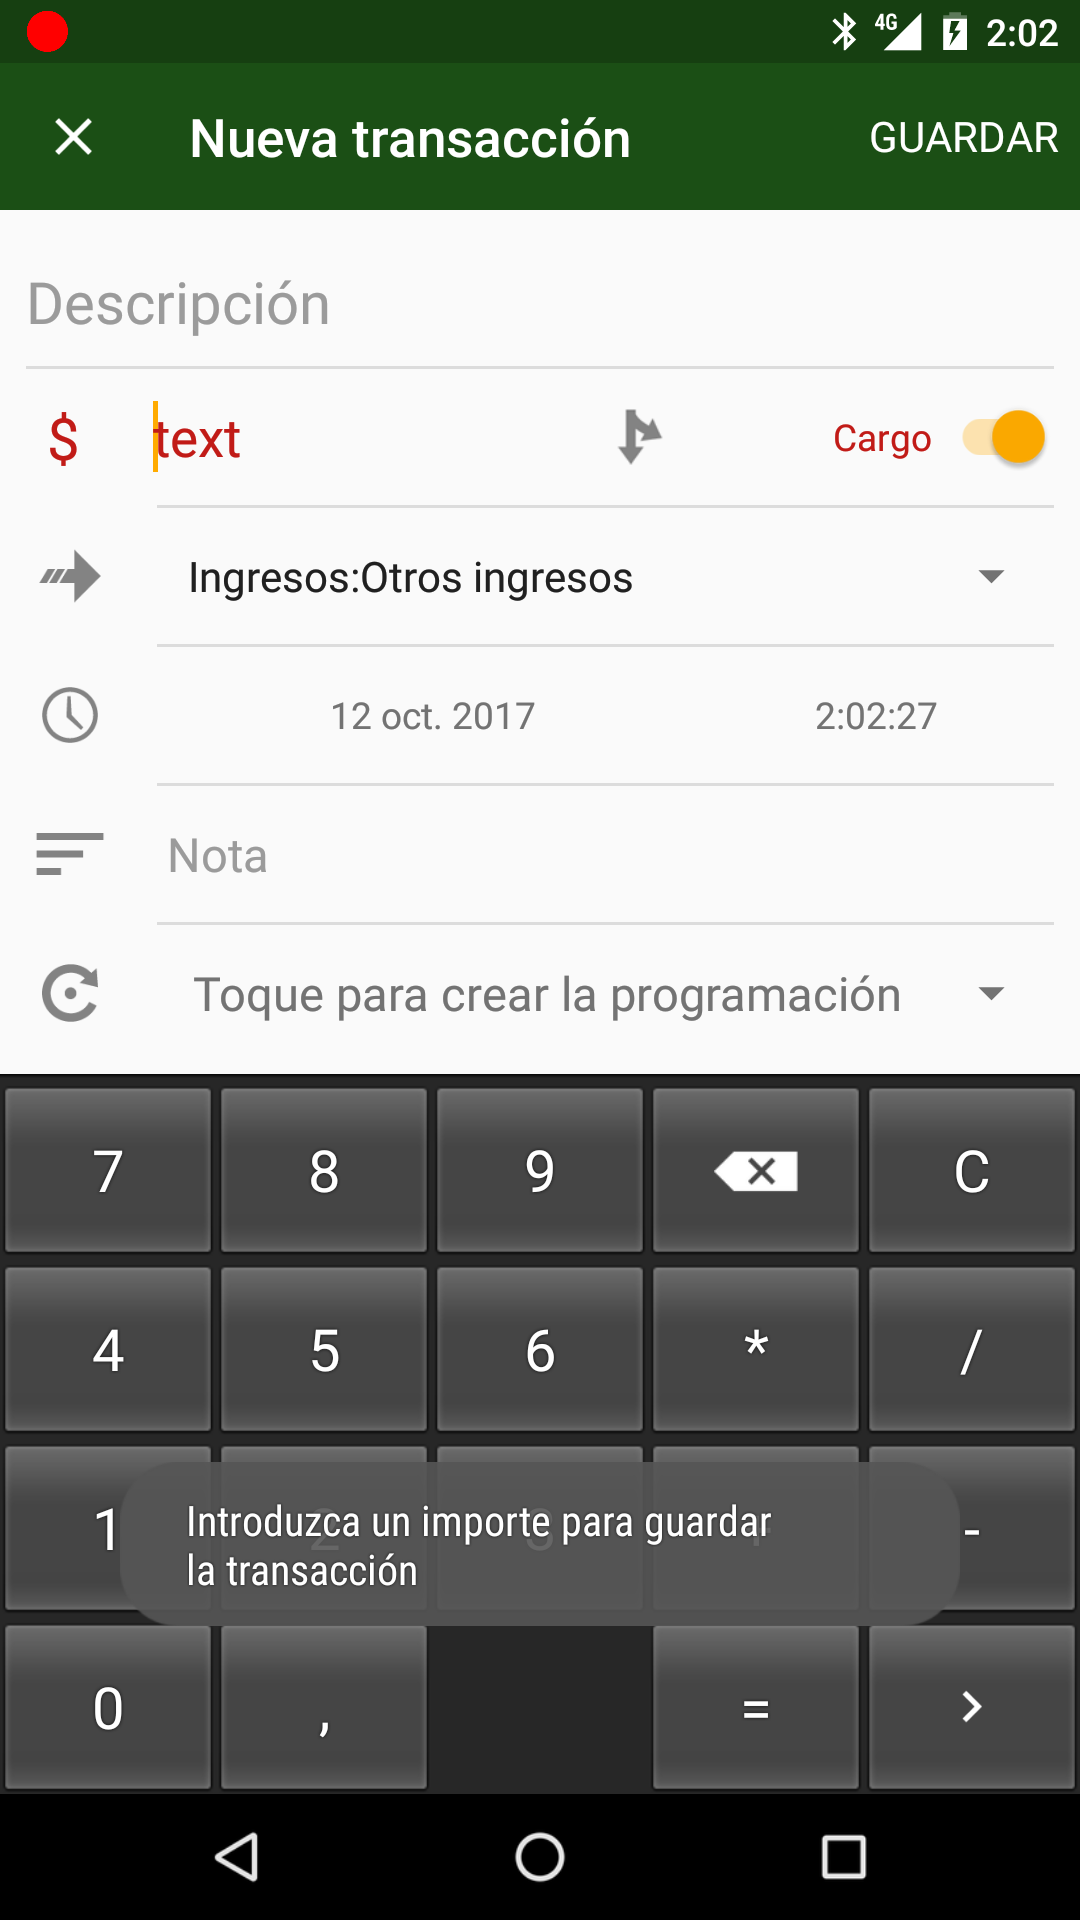 4G 2:02
Nueva transacción GUARDAR
Descripción
$ text Cargo
Ingresos:Otros ingresos
12 oct. 2017 2:02:27
Nota
Toque para crear la programación
7 8 9 C
4 5 6 * /
1 2 3 + -
Introduzca un importe para guardar
la transacción
0 , = >